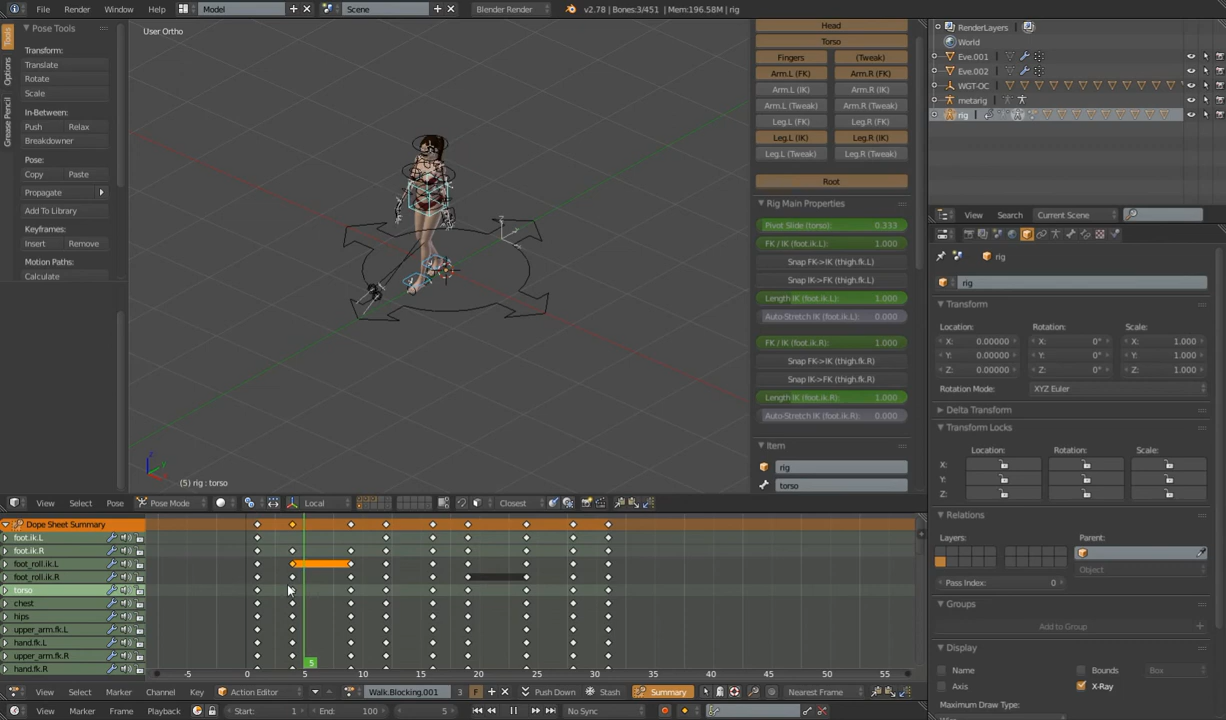 File Render Window Help Model Scene Blender Render v2.78 | Bones:3/451 | Mem:196.58M | rig
Pose Tools
Transform:
Translate
Rotate
Scale
In-Between:
Push Relax
Breakdowner
Pose:
Copy Paste
Propagate
Add To Library
Keyframes:
Insert Remove
Motion Paths:
Calculate
Tools
Options
Grease Pencil
User Ortho
(5) rig : torso
Head
Torso
Fingers (Tweak)
Arm.L (FK) Arm.R (FK)
Arm.L (IK) Arm.R (IK)
Arm.L (Tweak) Arm.R (Tweak)
Leg.L (FK) Leg.R (FK)
Leg.L (IK) Leg.R (IK)
Leg.L (Tweak) Leg.R (Tweak)
Root
Rig Main Properties
Pivot Slide (torso): 0.333
FK / IK (foot.ik.L): 1.000
Snap FK->IK (thigh.fk.L)
Snap IK->FK (thigh.fk.L)
Length IK (foot.ik.L): 1.000
Auto-Stretch IK (foot.ik.L): 0.000
FK / IK (foot.ik.R): 1.000
Snap FK->IK (thigh.fk.R)
Snap IK->FK (thigh.fk.R)
Length IK (foot.ik.R): 1.000
Auto-Stretch IK (foot.ik.R): 0.000
Item
rig
torso
RenderLayers
World
Eve.001
Eve.002
WGT-OC
metarig
rig
View Search Current Scene
rig
rig
Transform
Location: Rotation: Scale:
X: 0.00000 X: 0° X: 1.000
Y: 0.00000 Y: 0° Y: 1.000
Z: 0.00000 Z: 0° Z: 1.000
Rotation Mode: XYZ Euler
Delta Transform
Transform Locks
Location: Rotation: Scale:
X:
Y:
Z:
Relations
Layers: Parent:
Object
Pass Index: 0
Groups
Add to Group
Display
Name Bounds Box
Axis X-Ray
Maximum Draw Type:
View Select Pose Pose Mode Local Closest
Dope Sheet Summary
foot.ik.L
foot.ik.R
foot_roll.ik.L
foot_roll.ik.R
torso
chest
hips
upper_arm.fk.L
hand.fk.L
upper_arm.fk.R
hand.fk.R
-5 0 5 10 15 20 25 30 35 40 45 50 55
5
View Select Marker Channel Key Action Editor Walk.Blocking.001 3 F Push Down Stash Summary Nearest Frame
View Marker Frame Playback Start: 1 End: 100 5 No Sync